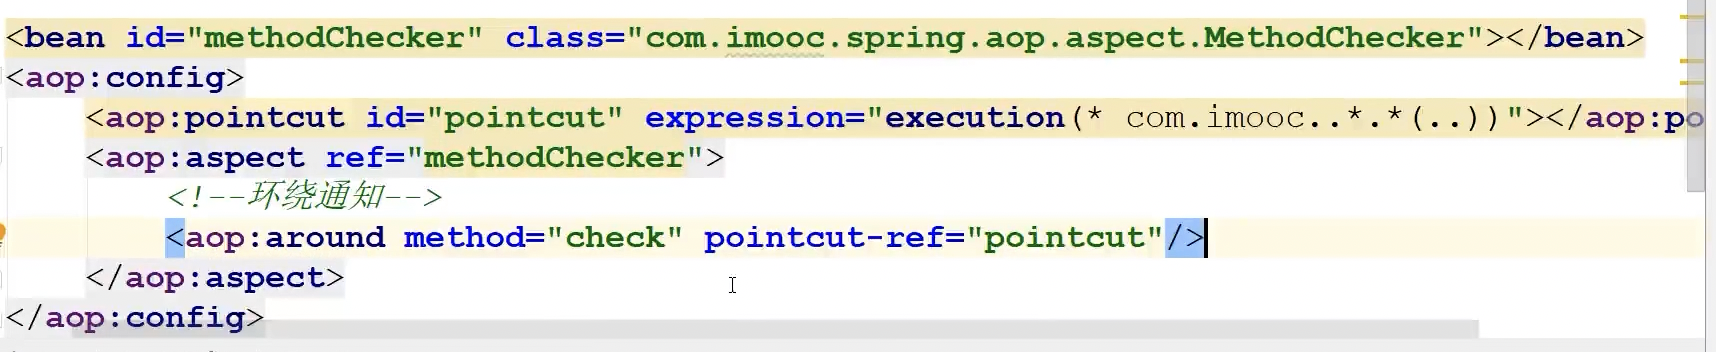 <bean id="methodChecker" class="com.imooc.spring.aop.aspect.MethodChecker"></bean>
<aop:config>
<aop:pointcut id="pointcut" expression="execution(* com.imooc..*.*(..))"></aop:po
<aop:aspect ref="methodChecker">
<!--环绕通知-->
<aop:around method="check" pointcut-ref="pointcut"/>
</aop:aspect>
</aop:config>